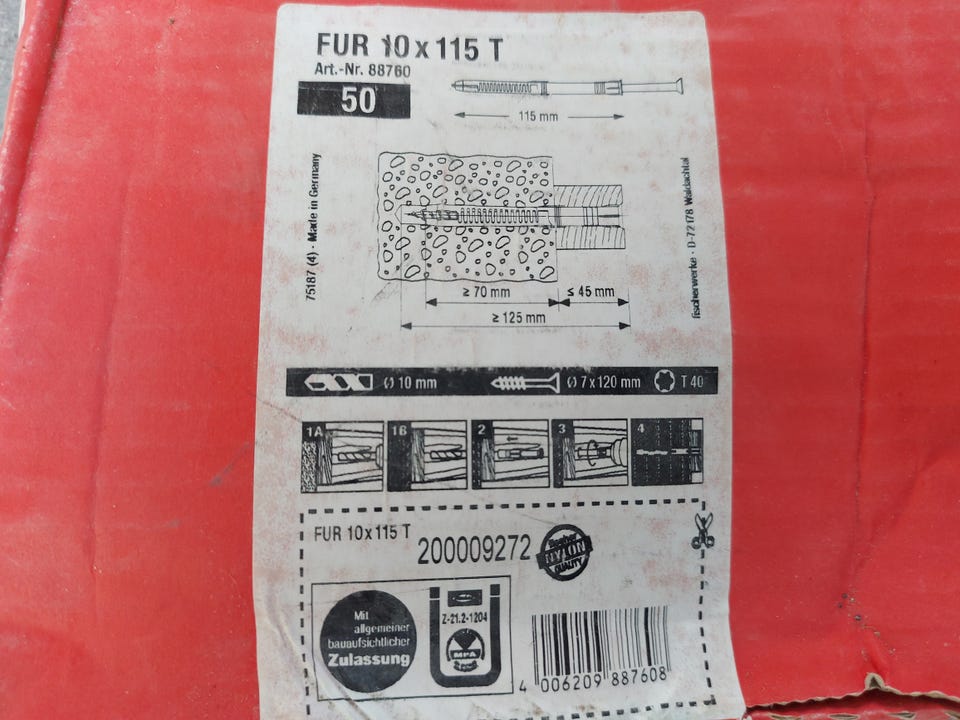 FUR 10 x 115 T
Art.-Nr. 88760
50
115 mm
75187 (4) · Made in Germany
fischerwerke · D-72178 Waldachtal
≥ 70 mm
≤ 45 mm
≥ 125 mm
Ø 10 mm
Ø 7 x 120 mm
T 40
1A
1B
2
3
4
FUR 10 x 115 T
200009272
NYLON
QUALITY
Mit
allgemeiner
bauaufsichtlicher
Zulassung
Z-21.2-1204
MPA
4 006209 887608